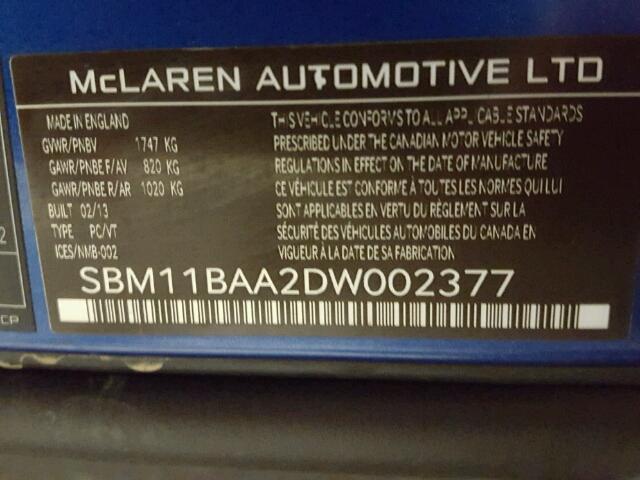 McLAREN AUTOMOTIVE LTD
MADE IN ENGLAND
GVWR/PNBV 1747 KG
GAWR/PNBE F/AV 820 KG
GAWR/PNBE R/AR 1020 KG
BUILT 02/13
TYPE PC/VT
ICES/NMB-002
THIS VEHICLE CONFORMS TO ALL APPLICABLE STANDARDS
PRESCRIBED UNDER THE CANADIAN MOTOR VEHICLE SAFETY
REGULATIONS IN EFFECT ON THE DATE OF MANUFACTURE
CE VÉHICULE EST CONFORME À TOUTES LES NORMES QUI LUI
SONT APPLICABLES EN VERTU DU RÈGLEMENT SUR LA
SÉCURITÉ DES VÉHICULES AUTOMOBILES DU CANADA EN
VIGUEUR À LA DATE DE SA FABRICATION
SBM11BAA2DW002377
2
CP